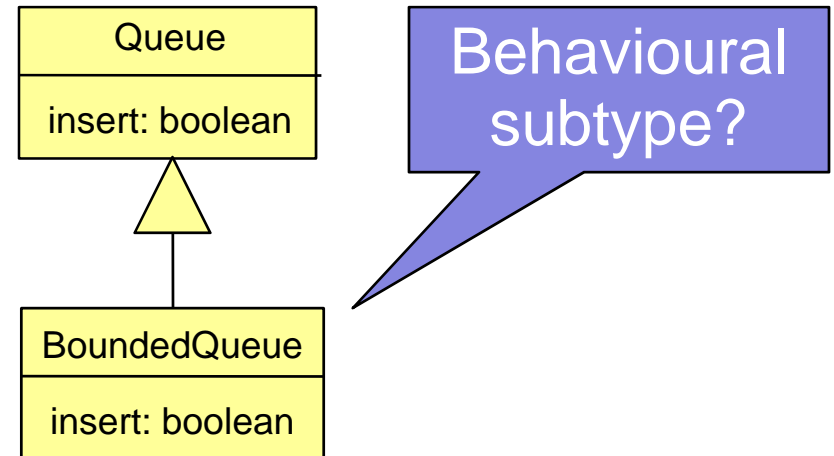 Queue
insert: boolean
Behavioural
subtype?
BoundedQueue
insert: boolean